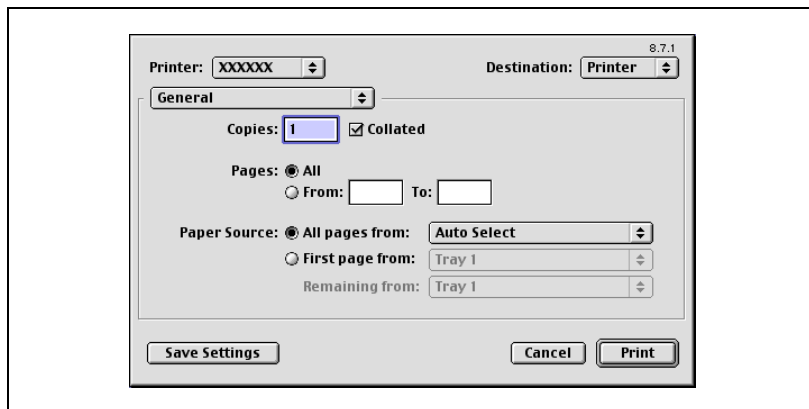 8.7.1
Printer: XXXXXX Destination: Printer
General
Copies: 1 Collated
Pages: All
From: To:
Paper Source: All pages from: Auto Select
First page from: Tray 1
Remaining from: Tray 1
Save Settings Cancel Print